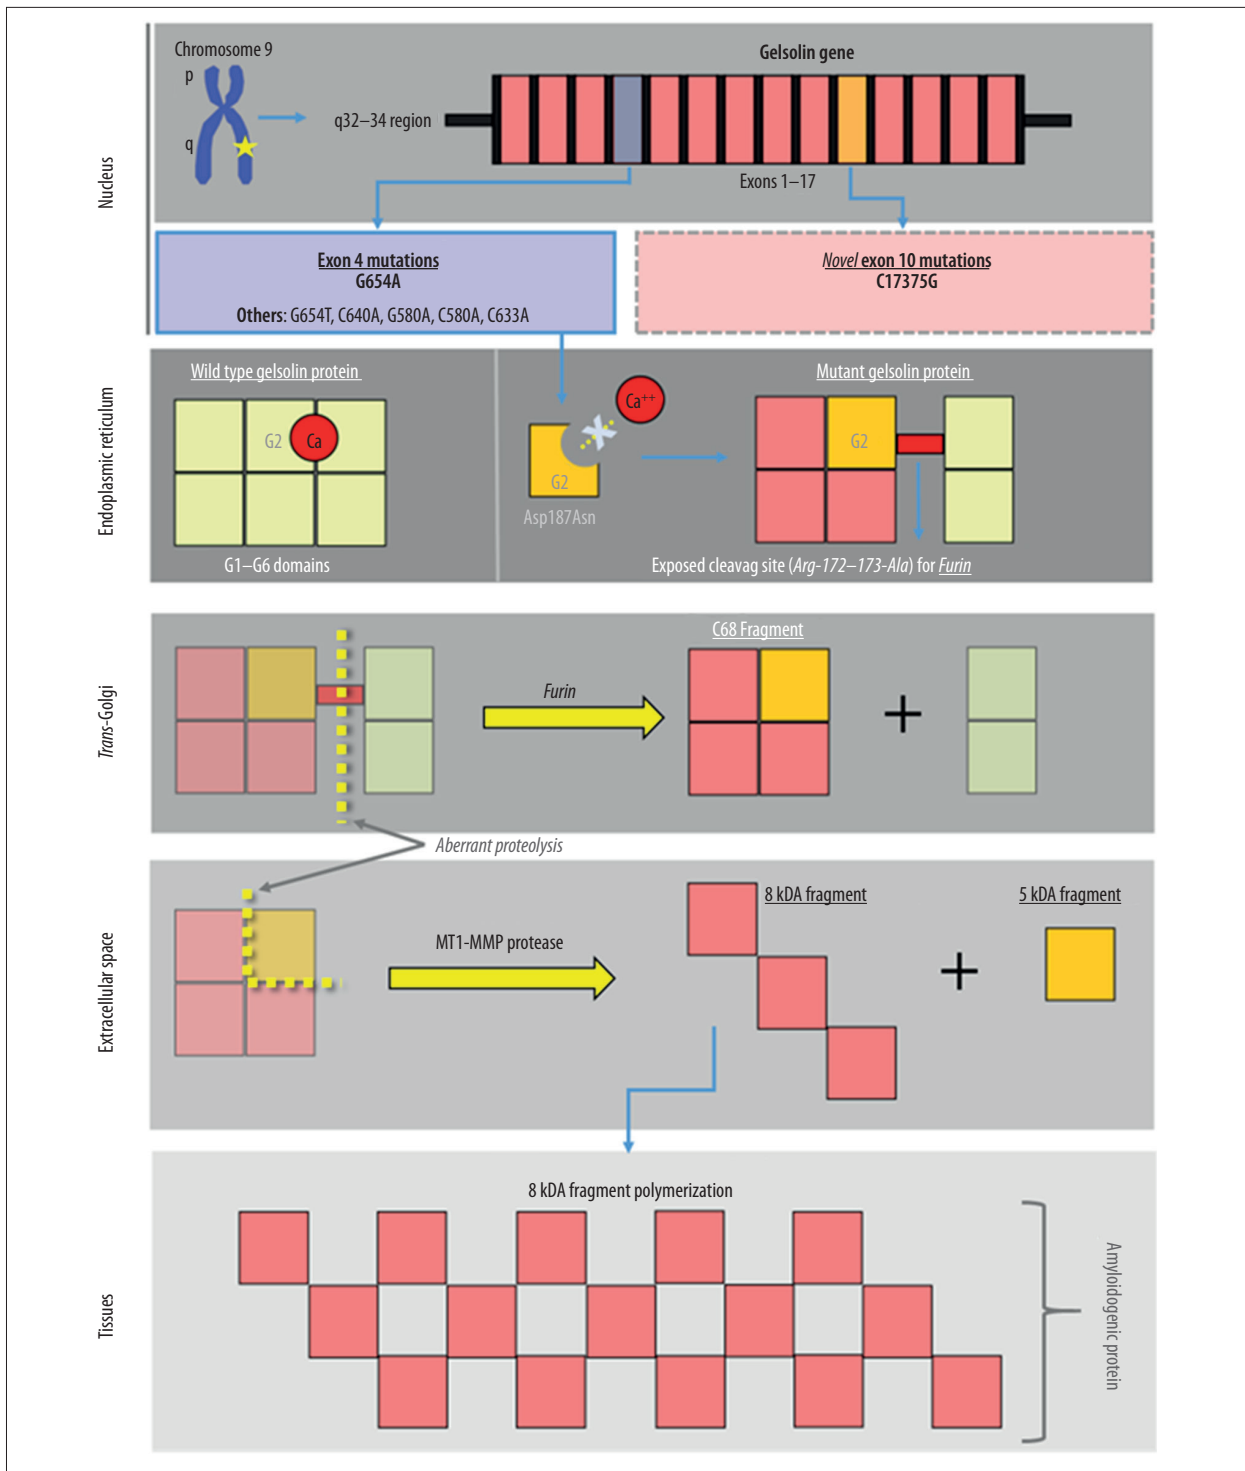 Nucleus
Chromosome 9
p
q
q32–34 region
Gelsolin gene
Exons 1–17
Exon 4 mutations
G654A
Others: G654T, C640A, G580A, C580A, C633A
Novel exon 10 mutations
C17375G
Endoplasmic reticulum
Wild type gelsolin protein
G2
Ca
G1–G6 domains
Ca++
X
G2
Asp187Asn
Mutant gelsolin protein
G2
Exposed cleavag site (Arg-172–173-Ala) for Furin
Trans-Golgi
Furin
C68 Fragment
+
Aberrant proteolysis
Extracellular space
MT1-MMP protease
8 kDA fragment
+
5 kDA fragment
Tissues
8 kDA fragment polymerization
Amyloidogenic protein